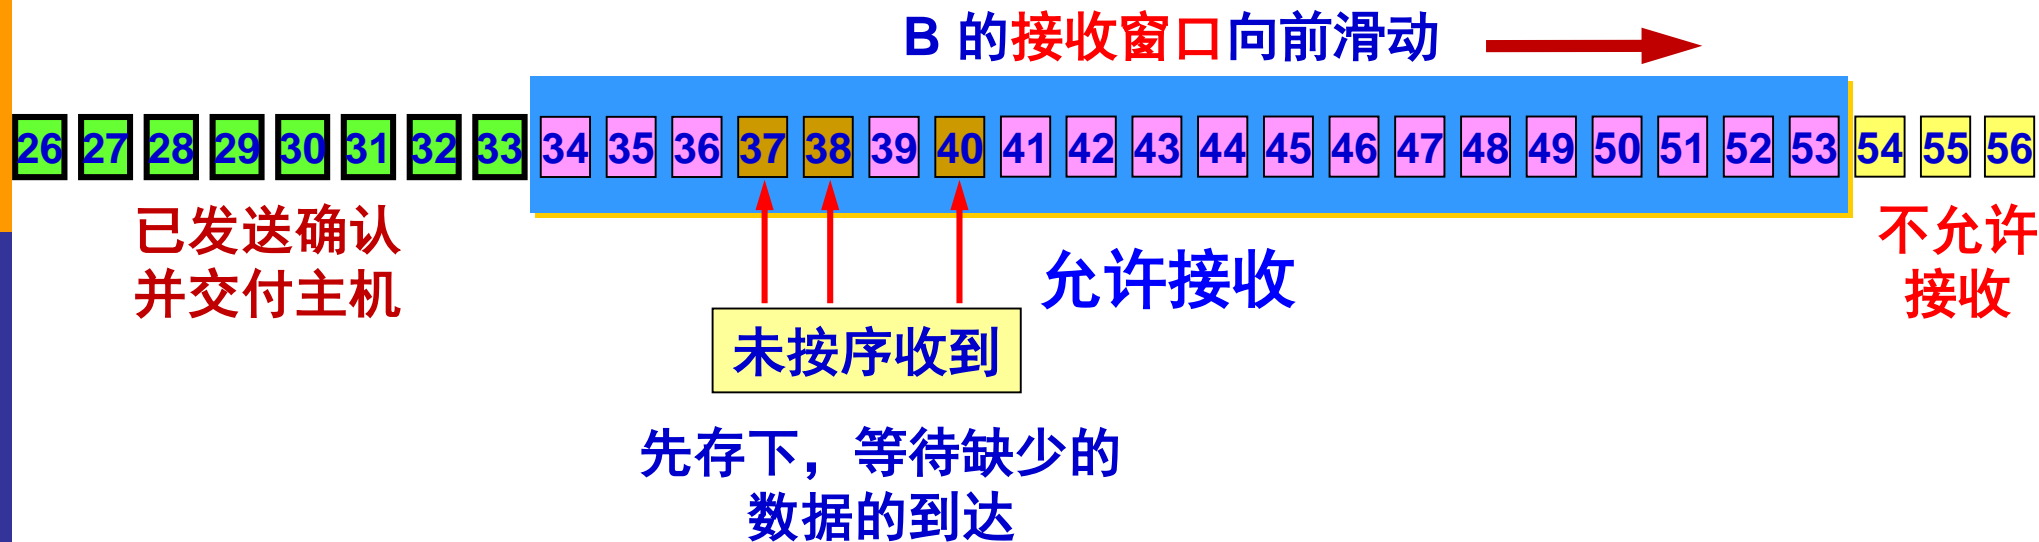 B 的接收窗口向前滑动
26 27 28 29 30 31 32 33 34 35 36 37 38 39 40 41 42 43 44 45 46 47 48 49 50 51 52 53 54 55 56
已发送确认
并交付主机
允许接收
不允许
接收
未按序收到
先存下，等待缺少的
数据的到达